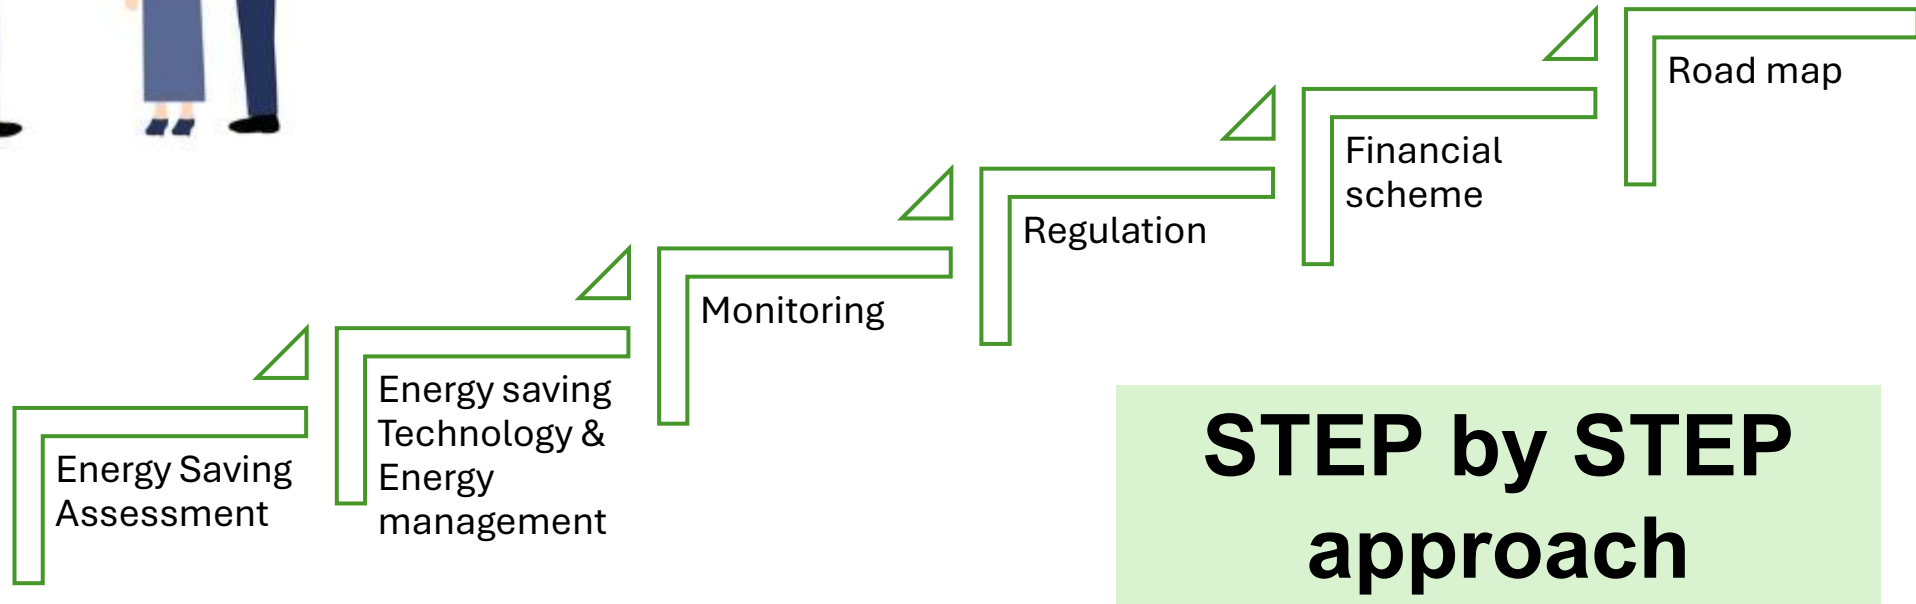 Energy Saving
Assessment
Energy saving
Technology &
Energy
management
Monitoring
Regulation
Financial
scheme
Road map
STEP by STEP
approach